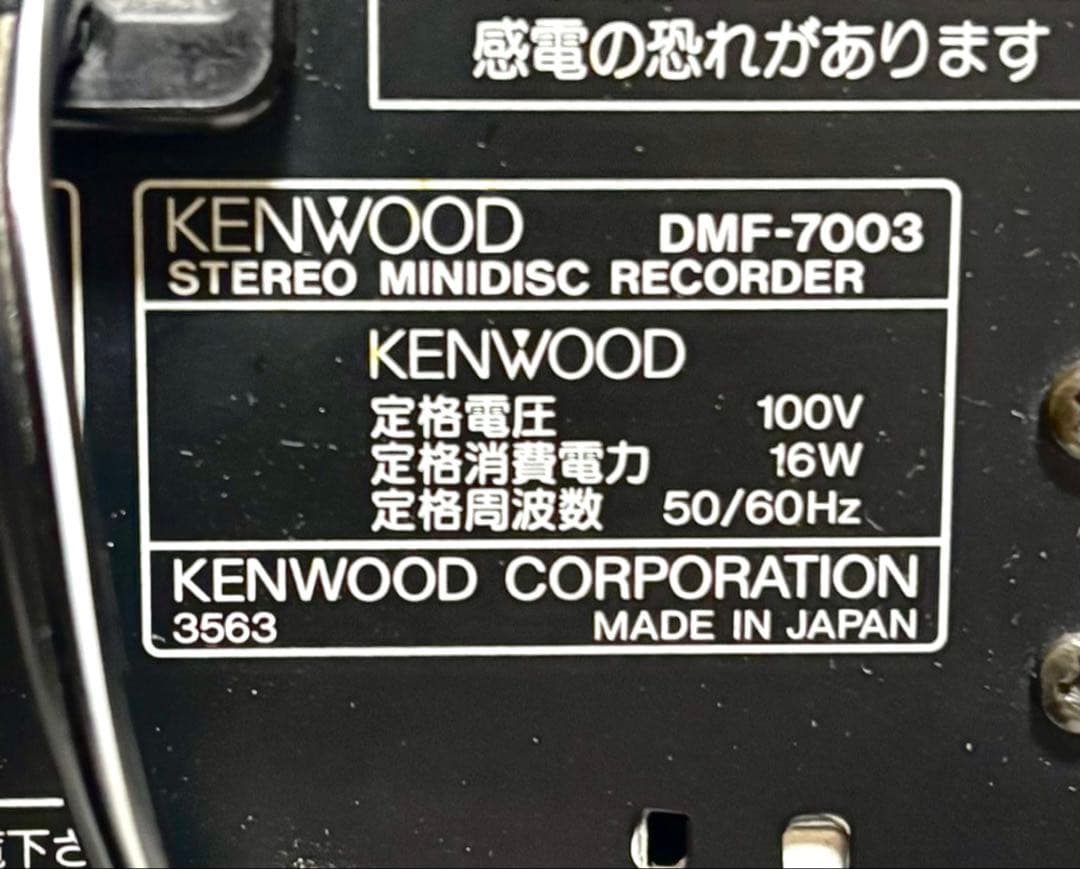 感電の恐れがあります
KENWOOD DMF-7003
STEREO MINIDISC RECORDER
KENWOOD
定格電圧 100V
定格消費電力 16W
定格周波数 50/60Hz
KENWOOD CORPORATION
3563 MADE IN JAPAN
下さ